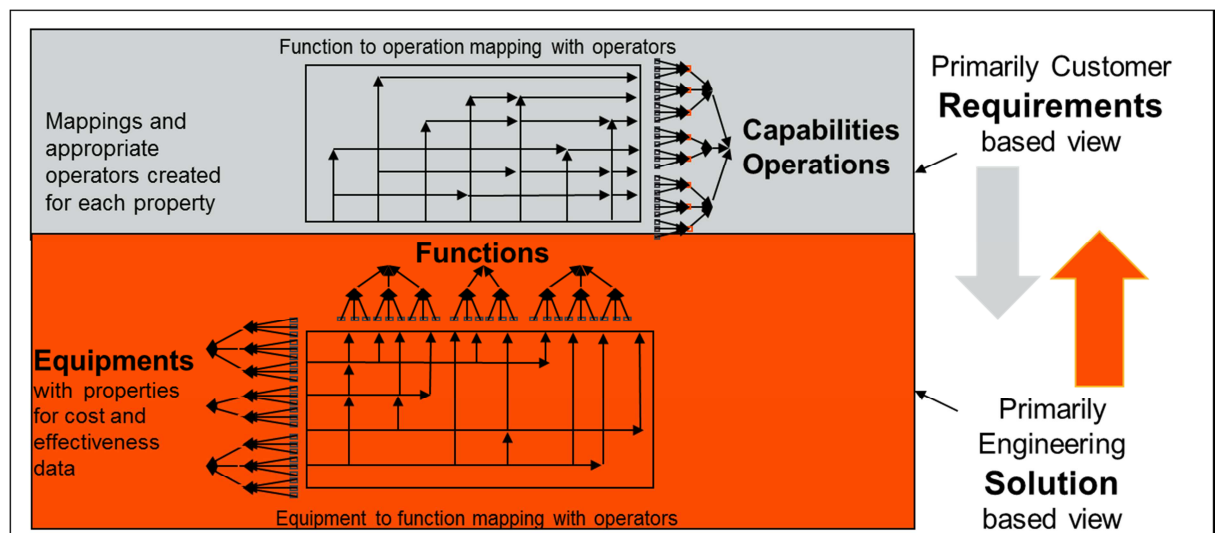 Function to operation mapping with operators
Mappings and
appropriate
operators created
for each property
Capabilities
Operations
Primarily Customer
Requirements
based view
Functions
Equipments
with properties
for cost and
effectiveness
data
Equipment to function mapping with operators
Primarily
Engineering
Solution
based view